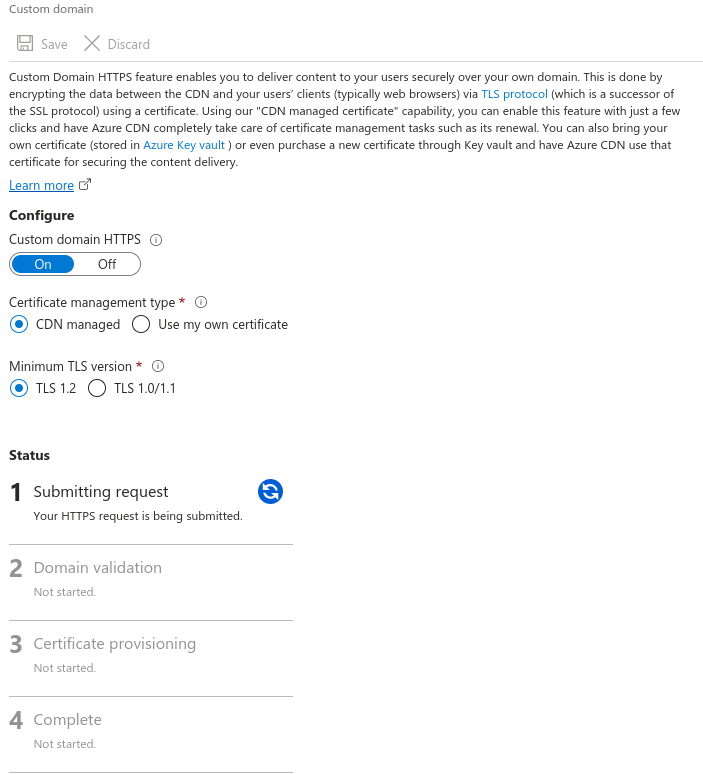 Custom domain
Save Discard
Custom Domain HTTPS feature enables you to deliver content to your users securely over your own domain. This is done by
encrypting the data between the CDN and your users’ clients (typically web browsers) via TLS protocol (which is a successor of
the SSL protocol) using a certificate. Using our "CDN managed certificate" capability, you can enable this feature with just a few
clicks and have Azure CDN completely take care of certificate management tasks such as its renewal. You can also bring your
own certificate (stored in Azure Key vault ) or even purchase a new certificate through Key vault and have Azure CDN use that
certificate for securing the content delivery.
Learn more
Configure
Custom domain HTTPS
On Off
Certificate management type *
CDN managed Use my own certificate
Minimum TLS version *
TLS 1.2 TLS 1.0/1.1
Status
1 Submitting request
Your HTTPS request is being submitted.
2 Domain validation
Not started.
3 Certificate provisioning
Not started.
4 Complete
Not started.